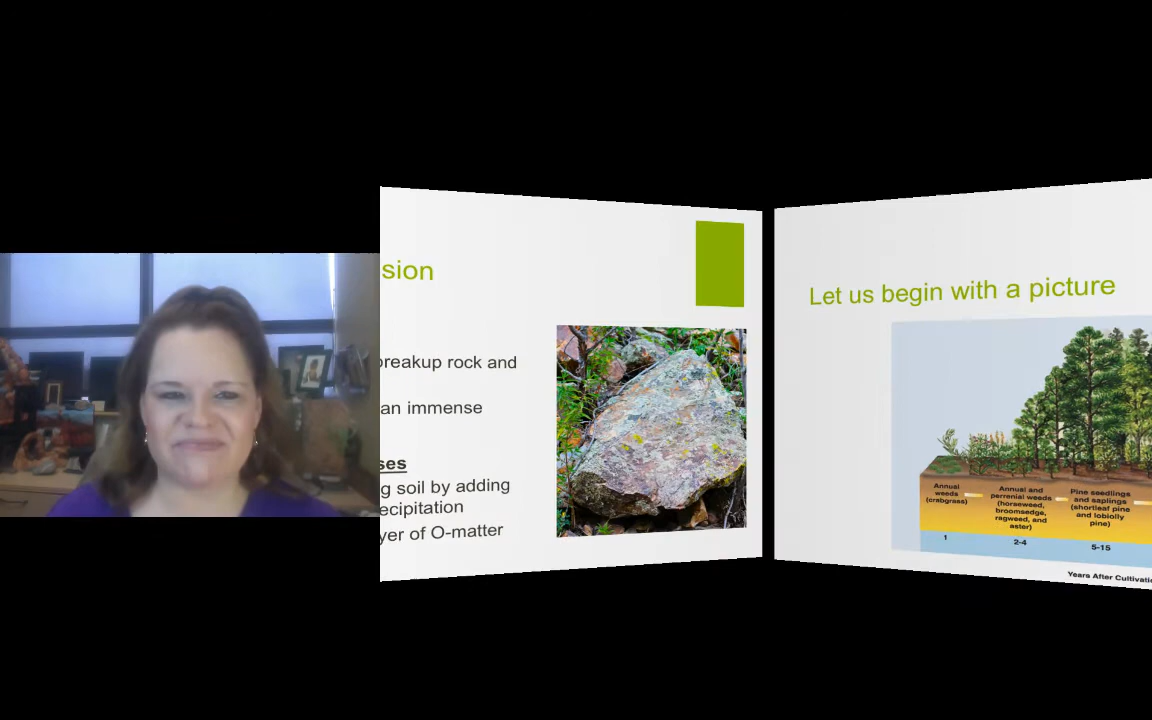 sion
breakup rock and
an immense
ses
g soil by adding
ecipitation
yer of O-matter
Let us begin with a picture
Annual
weeds
(crabgrass)
Annual and
perrenial weeds
(horseweed,
broomsedge,
ragweed, and
aster)
Pine seedlings
and saplings
(shortleaf pine
and loblolly
pine)
1
2-4
5-15
Years After Cultivatio